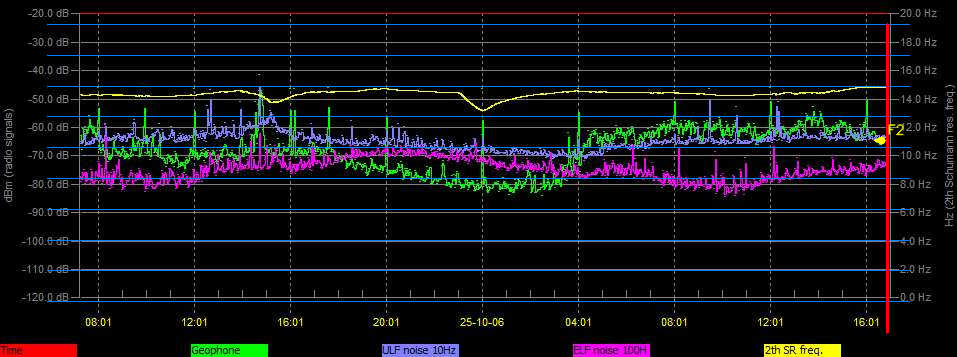 -20.0 dB 20.0 Hz
-30.0 dB 18.0 Hz
-40.0 dB 16.0 Hz
-50.0 dB 14.0 Hz
-60.0 dB 12.0 Hz
F2
-70.0 dB 10.0 Hz
-80.0 dB 8.0 Hz
-90.0 dB 6.0 Hz
-100.0 dB 4.0 Hz
-110.0 dB 2.0 Hz
-120.0 dB 0.0 Hz
dBm (radio signals)
Hz (2th Schumann res. freq.)
08:01 12:01 16:01 20:01 25-10-06 04:01 08:01 12:01 16:01
Time Geophone ULF noise 10Hz ELF noise 100H 2th SR freq.